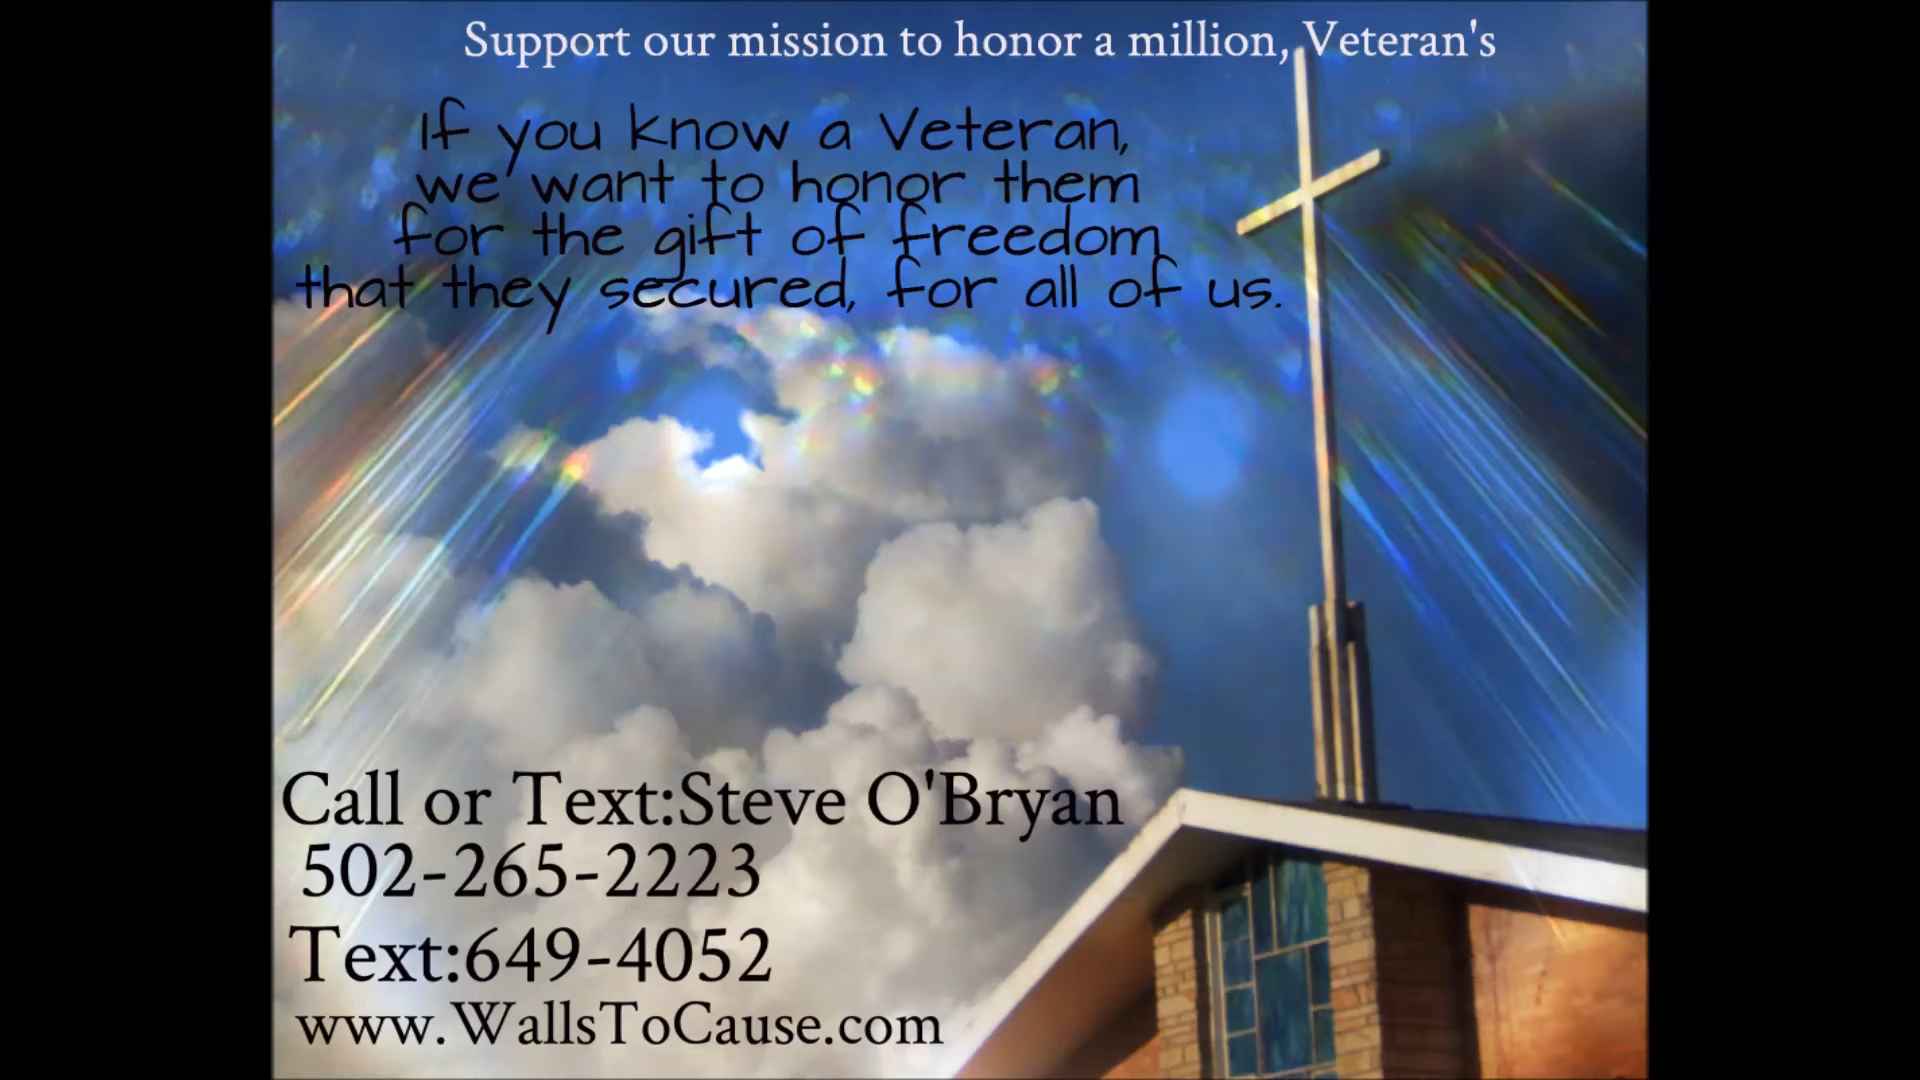 Support our mission to honor a million, Veteran's
If you know a Veteran,
we want to honor them
for the gift of freedom
that they secured, for all of us.
Call or Text:Steve O'Bryan
502-265-2223
Text:649-4052
www.WallsToCause.com